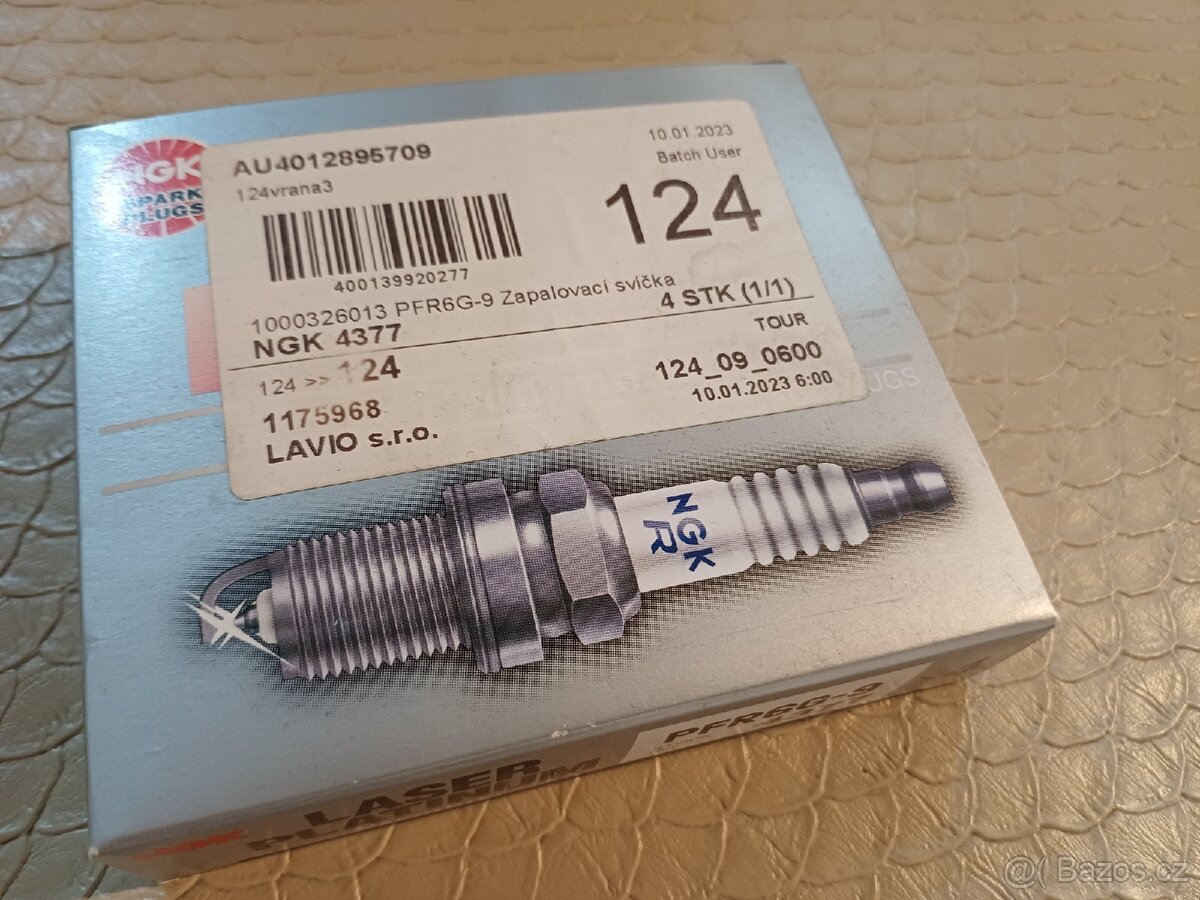 NGK
SPARK
PLUGS
AU4012895709
124vrana3
400139920277
10.01.2023
Batch User
124
1000326013 PFR6G-9 Zapalovací svíčka
NGK 4377
4 STK (1/1)
124 >> 124
TOUR
1175968
124_09_0600
LAVIO s.r.o.
10.01.2023 6:00
UGS
NGK
R
PFR6G-9
LASER
PLATINUM
NGK
@( Bazos.cz